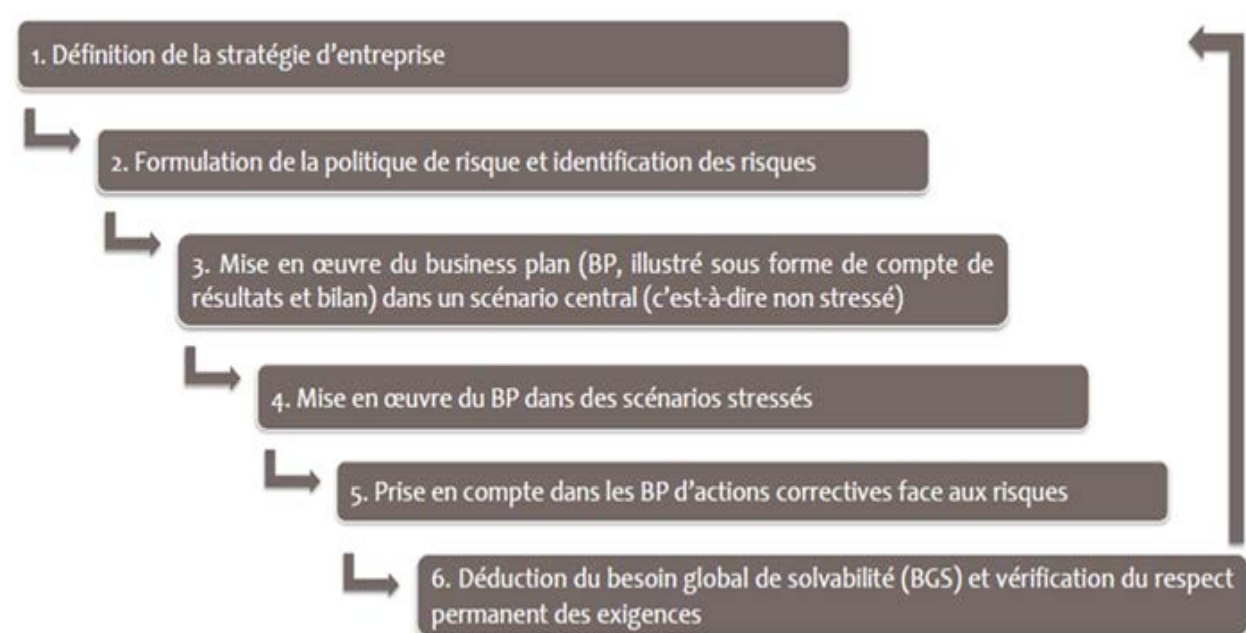 1. Définition de la stratégie d’entreprise
2. Formulation de la politique de risque et identification des risques
3. Mise en œuvre du business plan (BP, illustré sous forme de compte de
résultats et bilan) dans un scénario central (c’est-à-dire non stressé)
4. Mise en œuvre du BP dans des scénarios stressés
5. Prise en compte dans les BP d’actions correctives face aux risques
6. Déduction du besoin global de solvabilité (BGS) et vérification du respect
permanent des exigences